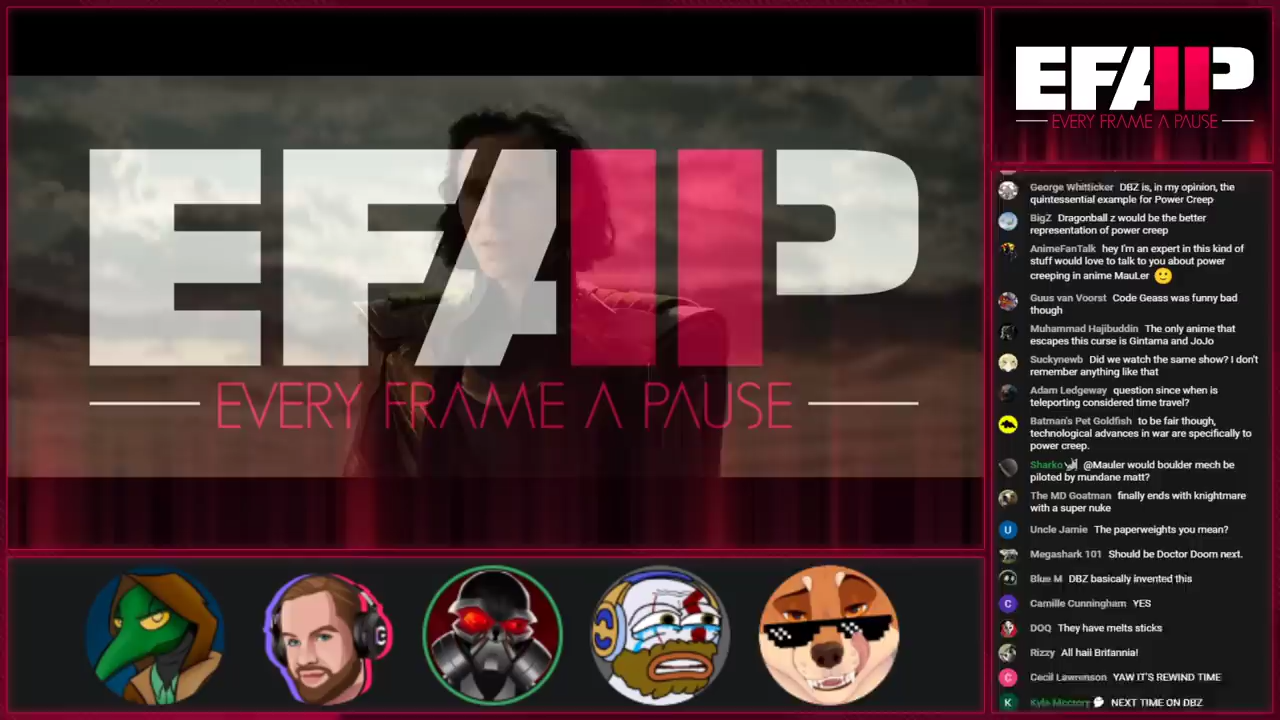 EFAP
EVERY FRAME A PAUSE
EFAP
EVERY FRAME A PAUSE
George Whitticker DBZ is, in my opinion, the
quintessential example for Power Creep
BigZ Dragonball z would be the better
representation of power creep
AnimeFanTalk hey I'm an expert in this kind of
stuff would love to talk to you about power
creeping in anime MauLer
Guus van Voorst Code Geass was funny bad
though
Muhammad Hajibuddin The only anime that
escapes this curse is Gintama and JoJo
Suckynewb Did we watch the same show? I don't
remember anything like that
Adam Ledgeway question since when is
teleporting considered time travel?
Batman's Pet Goldfish to be fair though,
technological advances in war are specifically to
power creep.
Sharko @Mauler would boulder mech be
piloted by mundane matt?
The MD Goatman finally ends with knightmare
with a super nuke
U Uncle Jamie The paperweights you mean?
Megashark 101 Should be Doctor Doom next.
Blue M DBZ basically invented this
C Camille Cunningham YES
DOQ They have melts sticks
Rizzy All hail Britannia!
C Cecil Lawrenson YAW IT'S REWIND TIME
K Kyle Mccrory NEXT TIME ON DBZ